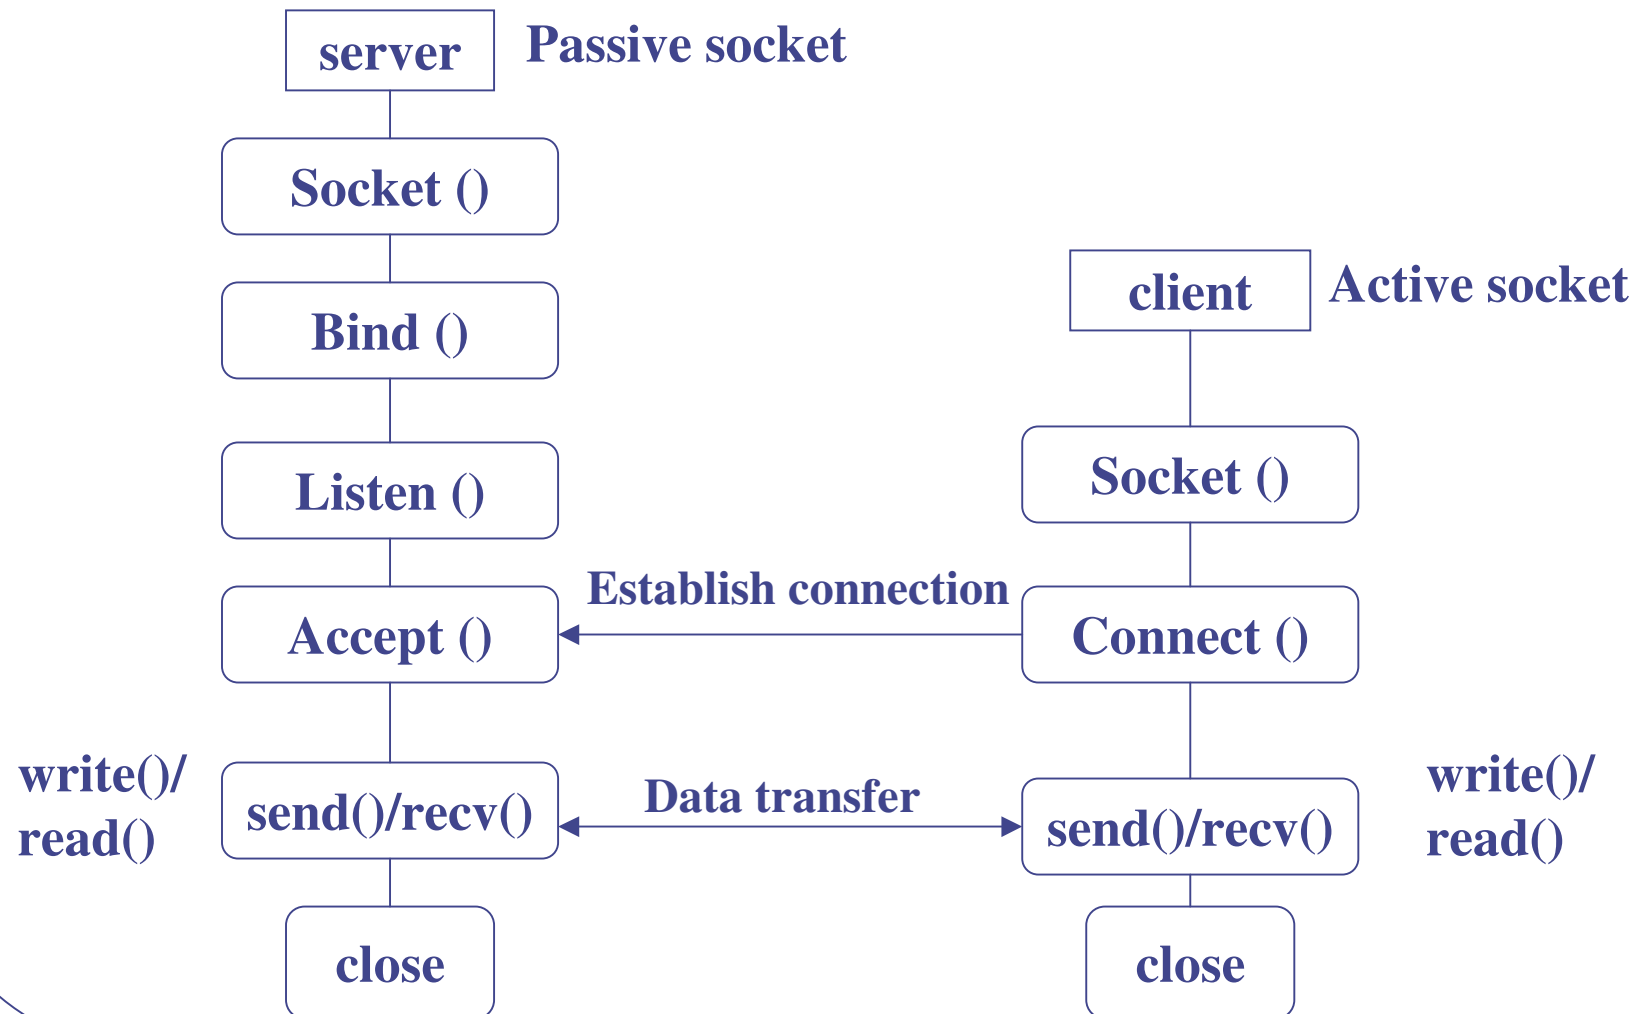 server
Passive socket
Socket ()
Bind ()
client
Active socket
Listen ()
Socket ()
Establish connection
Accept ()
Connect ()
write()/
read()
send()/recv()
Data transfer
send()/recv()
write()/
read()
close
close